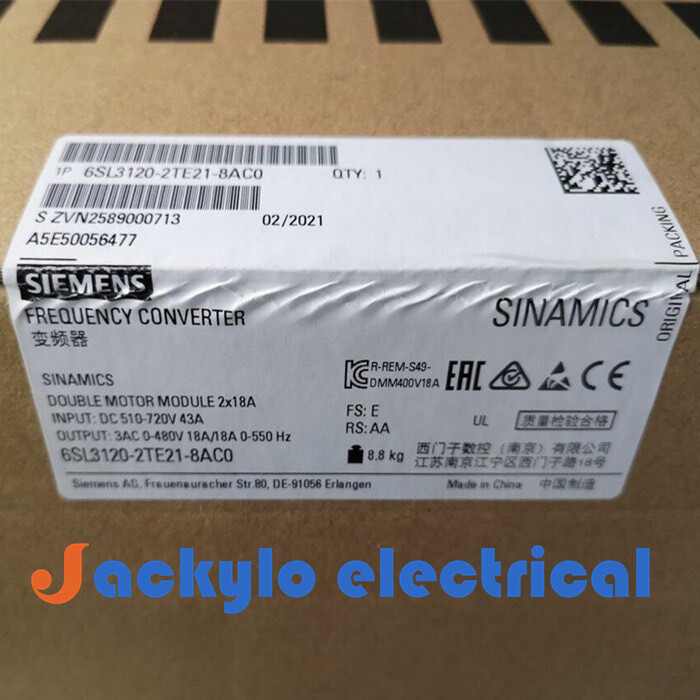 1P 6SL3120-2TE21-8AC0 QTY: 1
S ZVN2589000713 02/2021
A5E50056477
ORIGINAL PACKING
SIEMENS
FREQUENCY CONVERTER SINAMICS
变频器
SINAMICS
DOUBLE MOTOR MODULE 2x18A
INPUT: DC 510-720V 43A
OUTPUT: 3AC 0-480V 18A/18A 0-550 Hz
6SL3120-2TE21-8AC0
R-REM-S49-
DMM400V18A
EAC CE
FS: E
RS: AA
UL 质量检验合格
8.8 kg
西门子数控（南京）有限公司
江苏南京江宁区西门子路18号
Siemens AG, Frauenauracher Str.80, DE-91056 Erlangen Made in China 中国制造
Jackylo electrical